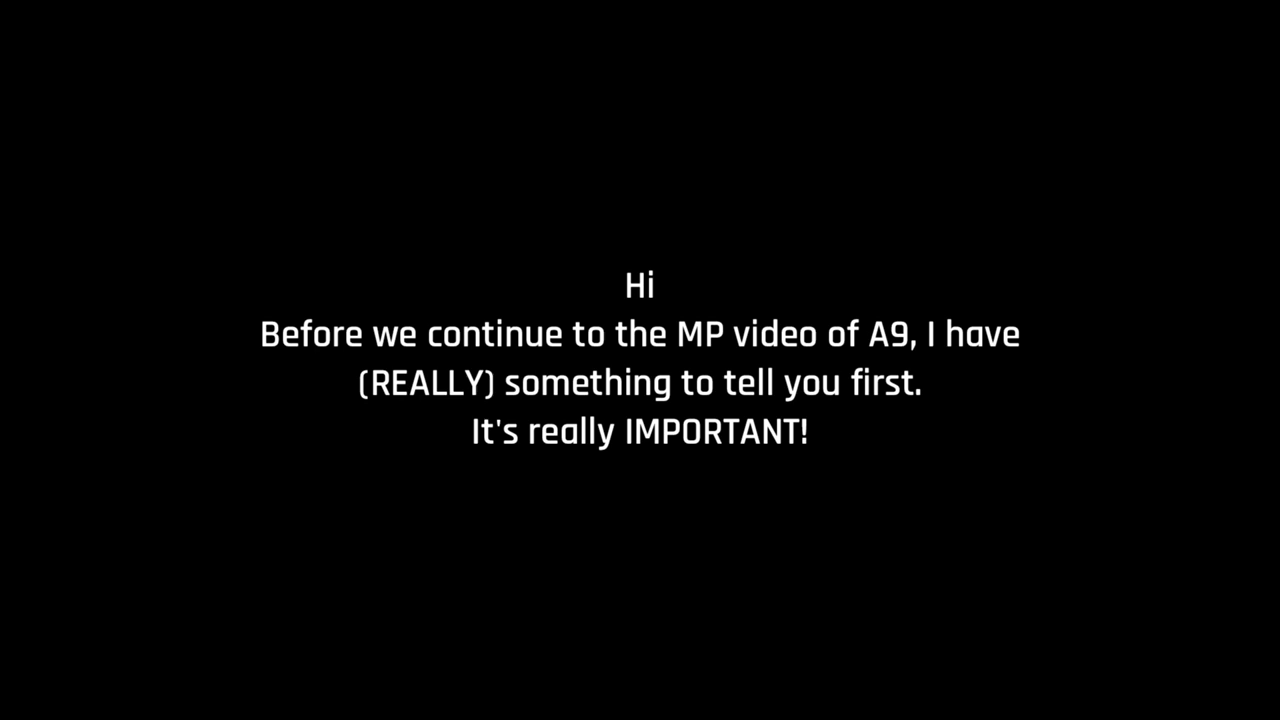 Hi
Before we continue to the MP video of A9, I have
(REALLY) something to tell you first.
It's really IMPORTANT!